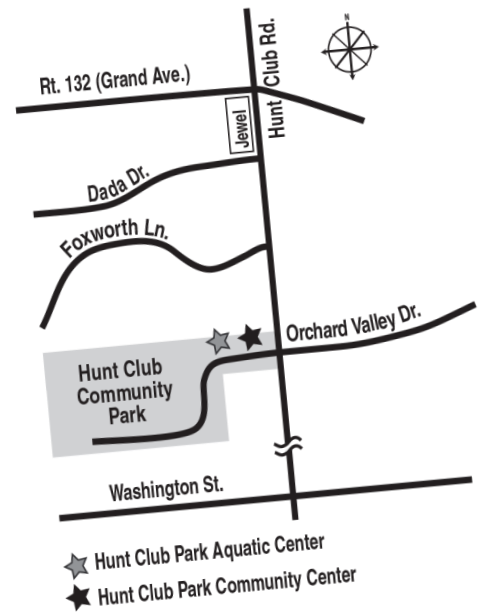 N
Hunt Club Rd.
Rt. 132 (Grand Ave.)
Jewel
Dada Dr.
Foxworth Ln.
Orchard Valley Dr.
Hunt Club
Community
Park
Washington St.
Hunt Club Park Aquatic Center
Hunt Club Park Community Center